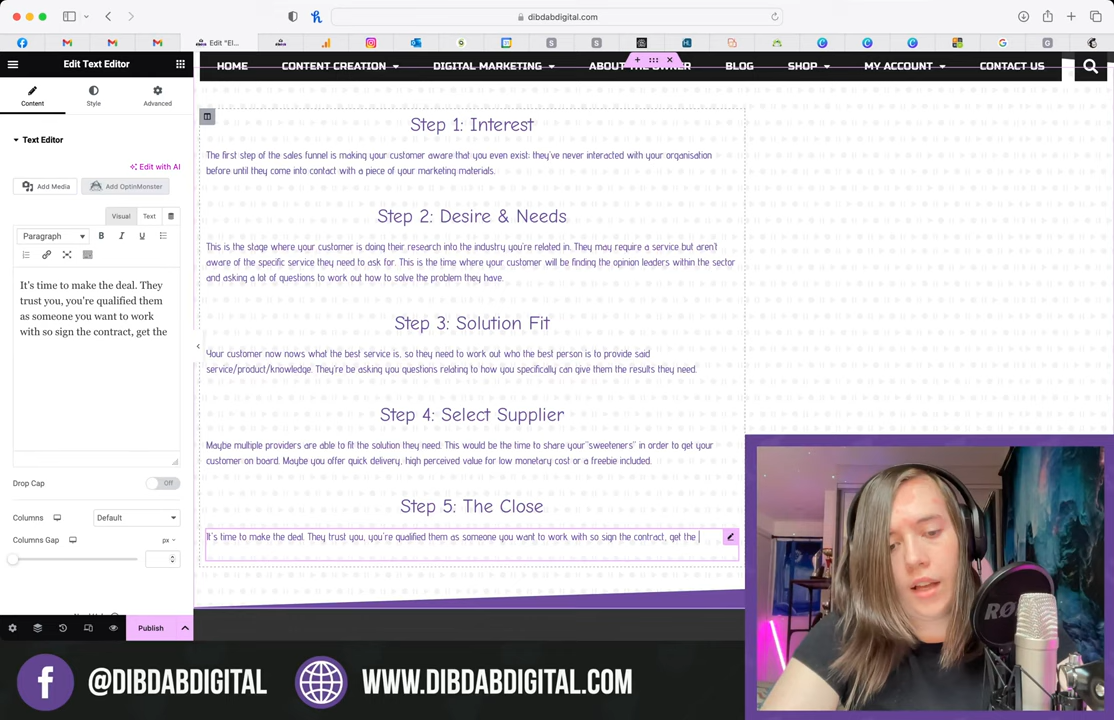 dibdabdigital.com
Edit "El...
Edit Text Editor
HOME
CONTENT CREATION
DIGITAL MARKETING
ABOUT THE OWNER
BLOG
SHOP
MY ACCOUNT
CONTACT US
Content
Style
Advanced
Text Editor
Edit with AI
Add Media
Add OptinMonster
Visual
Text
Paragraph
B
I
U
It's time to make the deal. They
trust you, you're qualified them
as someone you want to work
with so sign the contract, get the
Drop Cap
Off
Columns
Default
Columns Gap
px
Publish
Step 1: Interest
The first step of the sales funnel is making your customer aware that you even exist; they've never interacted with your organisation
before until they come into contact with a piece of your marketing materials.
Step 2: Desire & Needs
This is the stage where your customer is doing their research into the industry you're related in. They may require a service but aren't
aware of the specific service they need to ask for. This is the time where your customer will be finding the opinion leaders within the sector
and asking a lot of questions to work out how to solve the problem they have.
Step 3: Solution Fit
Your customer now nows what the best service is, so they need to work out who the best person is to provide said
service/product/knowledge. They're be asking you questions relating to how you specifically can give them the results they need.
Step 4: Select Supplier
Maybe multiple providers are able to fit the solution they need. This would be the time to share your "sweeteners" in order to get your
customer on board. Maybe you offer quick delivery, high perceived value for low monetary cost or a freebie included.
Step 5: The Close
It's time to make the deal. They trust you, you're qualified them as someone you want to work with so sign the contract, get the
RØ
@DIBDABDIGITAL
WWW.DIBDABDIGITAL.COM